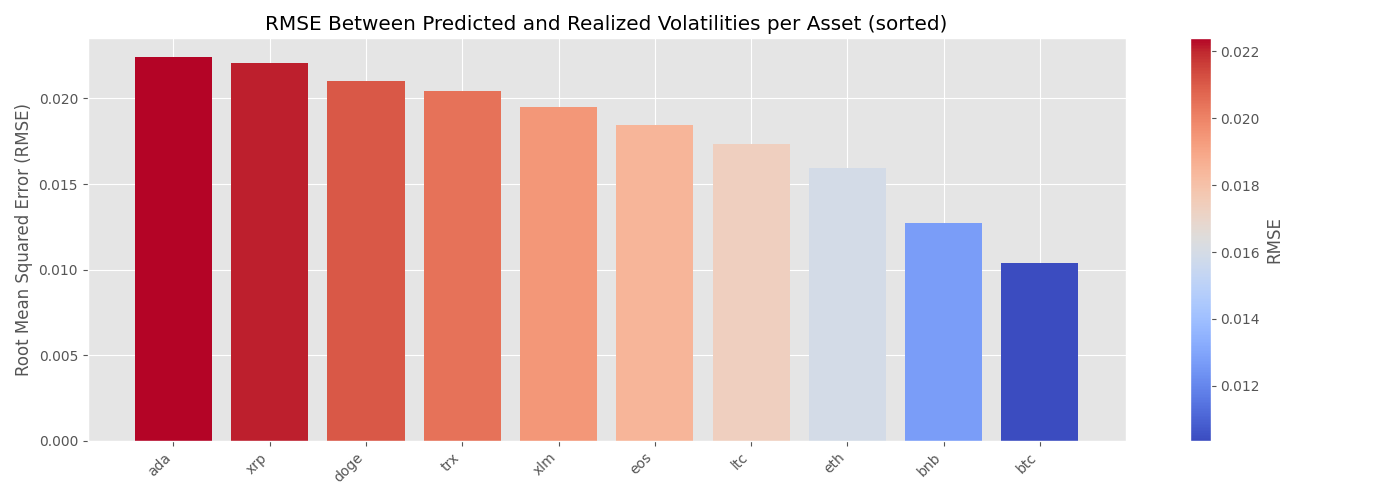 RMSE Between Predicted and Realized Volatilities per Asset (sorted)
Root Mean Squared Error (RMSE)
0.020
0.015
0.010
0.005
0.000
ada
xrp
doge
trx
xlm
eos
ltc
eth
bnb
btc
0.022
0.020
0.018
0.016
0.014
0.012
RMSE